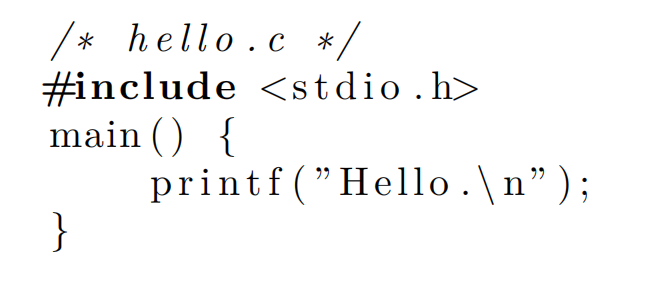 /* hello.c */
#include <stdio.h>
main() {
    printf("Hello.\n");
}